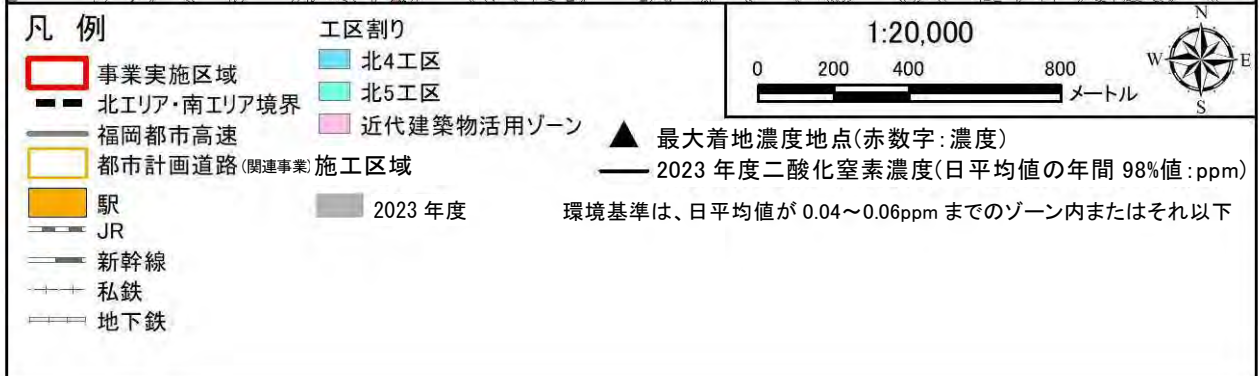 凡 例
事業実施区域
北エリア・南エリア境界
福岡都市高速
都市計画道路(関連事業)
駅
JR
新幹線
私鉄
地下鉄
工区割り
北4工区
北5工区
近代建築物活用ゾーン
施工区域
2023 年度
1:20,000
0 200 400 800
メートル
N
W E
S
▲ 最大着地濃度地点(赤数字:濃度)
2023 年度二酸化窒素濃度(日平均値の年間 98%値:ppm)
環境基準は、日平均値が 0.04~0.06ppm までのゾーン内またはそれ以下